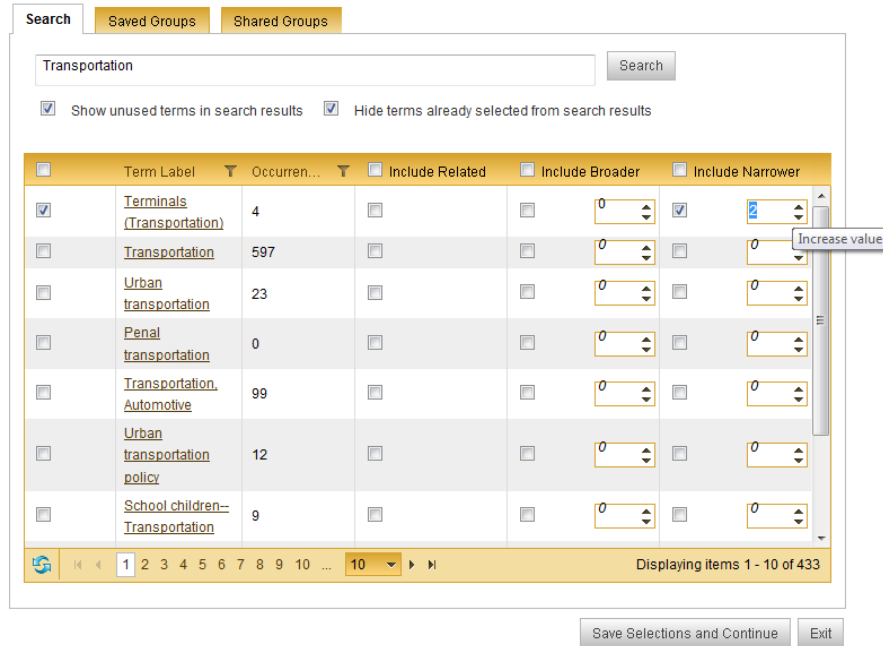 Search Saved Groups Shared Groups
Transportation Search
Show unused terms in search results Hide terms already selected from search results
Term Label Occurren... Include Related Include Broader Include Narrower
Terminals
(Transportation) 4 0 2
Increase value
Transportation 597 0 0
Urban
transportation 23 0 0
Penal
transportation 0 0 0
Transportation,
Automotive 99 0 0
Urban
transportation
policy 12 0 0
School children--
Transportation 9 0 0
1 2 3 4 5 6 7 8 9 10 ... 10 Displaying items 1 - 10 of 433
Save Selections and Continue Exit